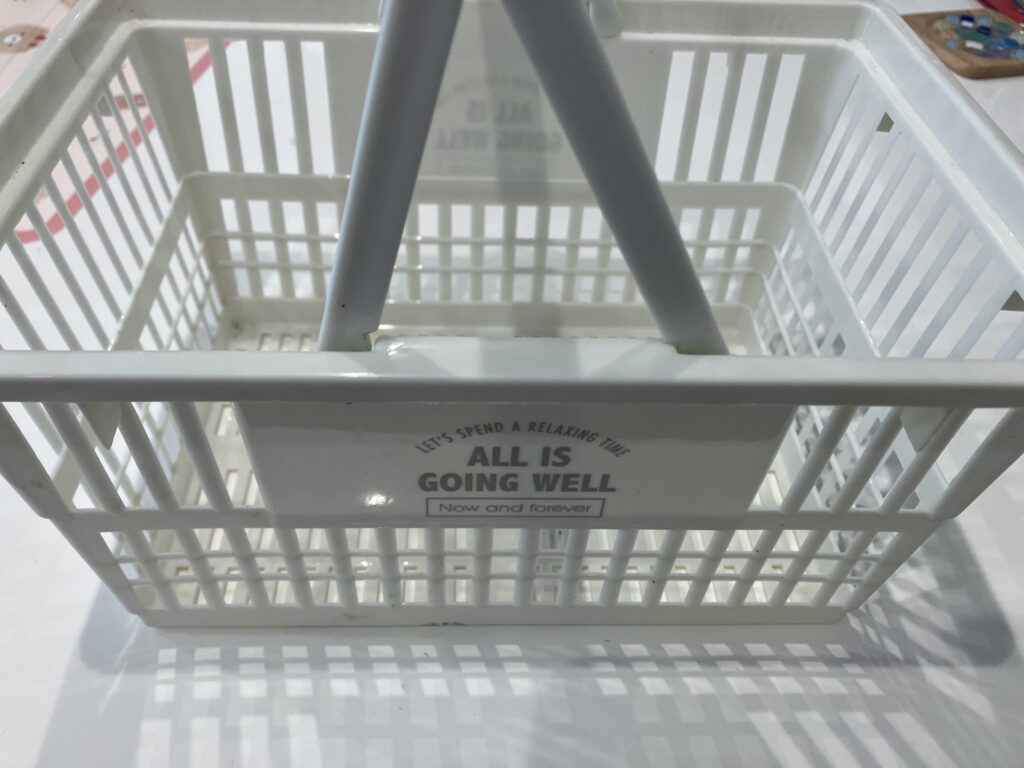 LET'S SPEND A RELAXING TIME
ALL IS
GOING WELL
Now and forever